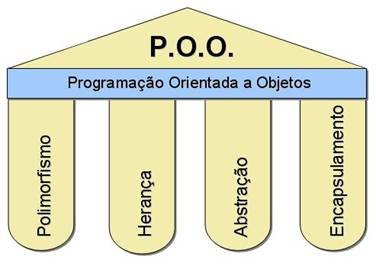 P.O.O.
Programação Orientada a Objetos
Polimorfismo
Herança
Abstração
Encapsulamento